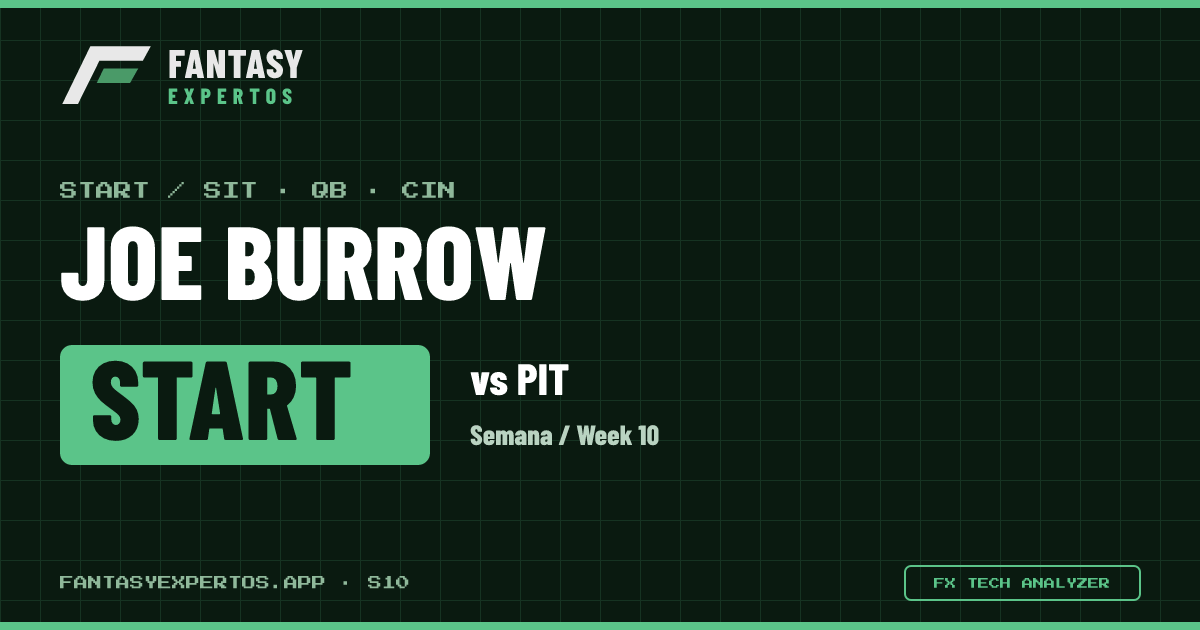 FANTASY
EXPERTOS
START / SIT · QB · CIN
JOE BURROW
START
vs PIT
Semana / Week 10
FANTASYEXPERTOS.APP · S10
FX TECH ANALYZER